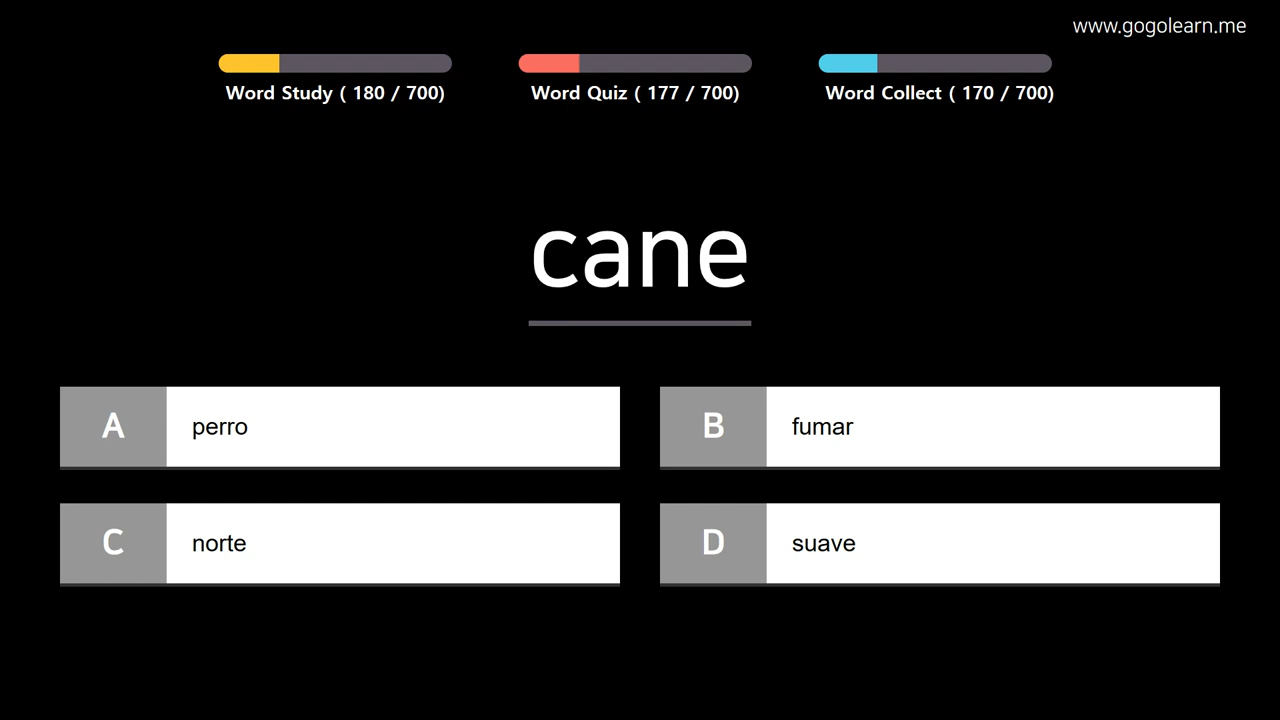 www.gogolearn.me
Word Study ( 180 / 700)
Word Quiz ( 177 / 700)
Word Collect ( 170 / 700)
cane
A perro
B fumar
C norte
D suave